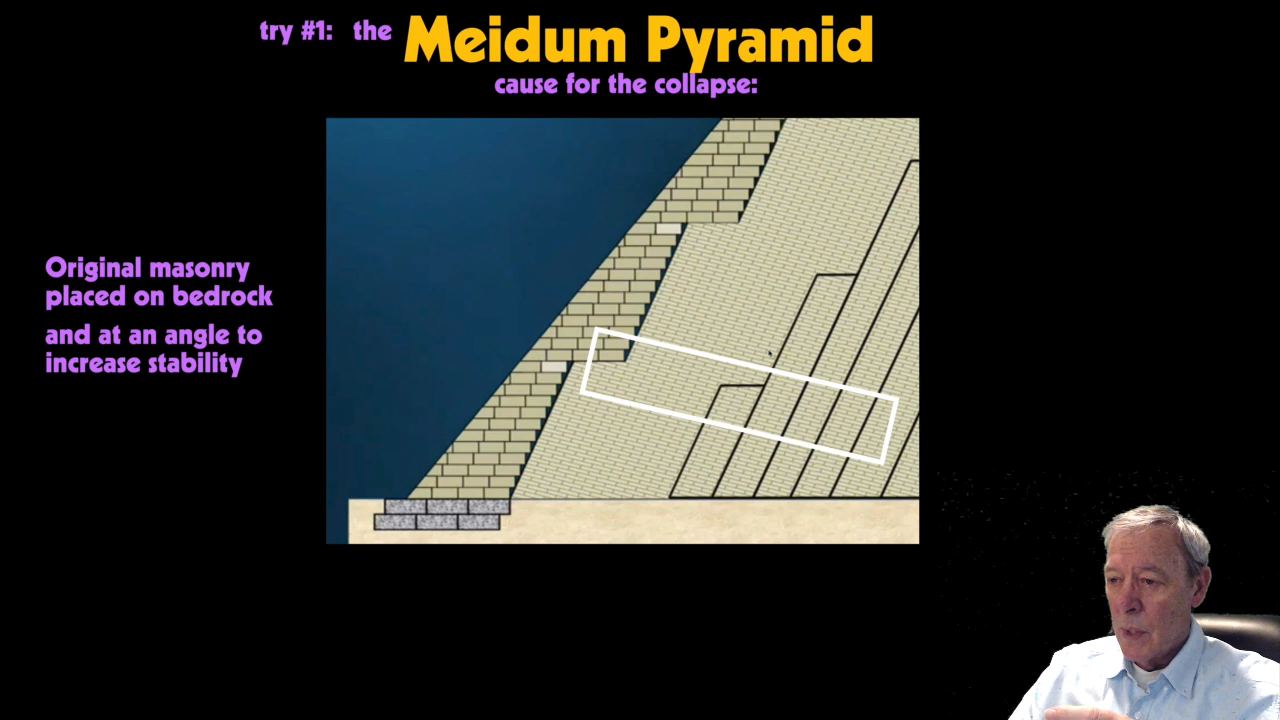 try #1: the Meidum Pyramid
cause for the collapse:
Original masonry
placed on bedrock
and at an angle to
increase stability